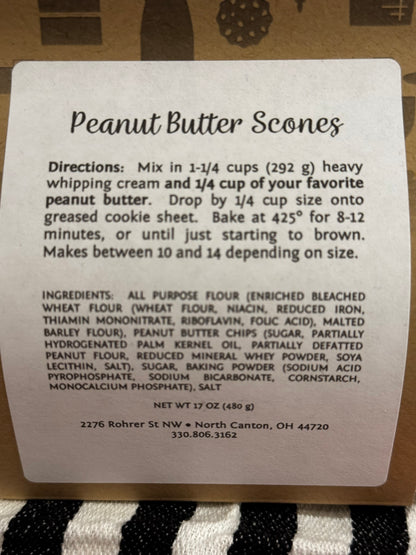 Peanut Butter Scones
Directions: Mix in 1-1/4 cups (292 g) heavy
whipping cream and 1/4 cup of your favorite
peanut butter. Drop by 1/4 cup size onto
greased cookie sheet. Bake at 425° for 8-12
minutes, or until just starting to brown.
Makes between 10 and 14 depending on size.
INGREDIENTS: ALL PURPOSE FLOUR (ENRICHED BLEACHED
WHEAT FLOUR (WHEAT FLOUR, NIACIN, REDUCED IRON,
THIAMIN MONONITRATE, RIBOFLAVIN, FOLIC ACID), MALTED
BARLEY FLOUR), PEANUT BUTTER CHIPS (SUGAR, PARTIALLY
HYDROGENATED PALM KERNEL OIL, PARTIALLY DEFATTED
PEANUT FLOUR, REDUCED MINERAL WHEY POWDER, SOYA
LECITHIN, SALT), SUGAR, BAKING POWDER (SODIUM ACID
PYROPHOSPHATE, SODIUM BICARBONATE, CORNSTARCH,
MONOCALCIUM PHOSPHATE), SALT
NET WT 17 OZ (480 g)
2276 Rohrer St NW • North Canton, OH 44720
330.806.3162